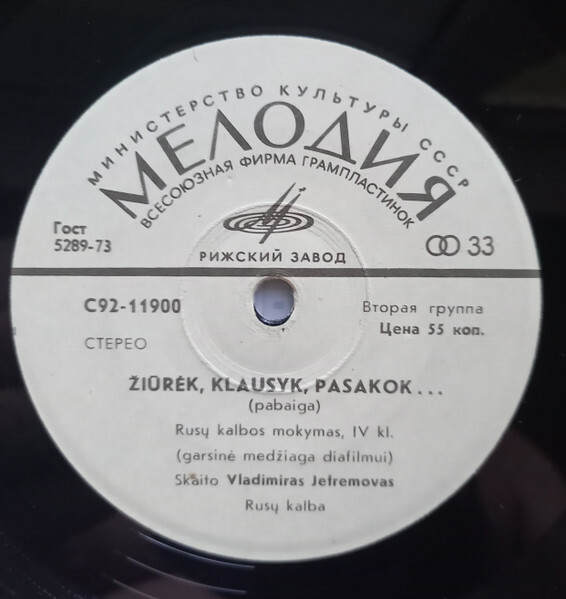 МИНИСТЕРСТВО КУЛЬТУРЫ СССР
МЕЛОДИЯ
ВСЕСОЮЗНАЯ ФИРМА ГРАМПЛАСТИНОК
Гост
5289-73
РИЖСКИЙ ЗАВОД
33
С92-11900
СТЕРЕО
Вторая группа
Цена 55 коп.
ŽIŪRĖK, KLAUSYK, PASAKOK...
(pabaiga)
Rusų kalbos mokymas, IV kl.
(garsinė medžiaga diafilmui)
Skaito Vladimiras Jefremovas
Rusų kalba